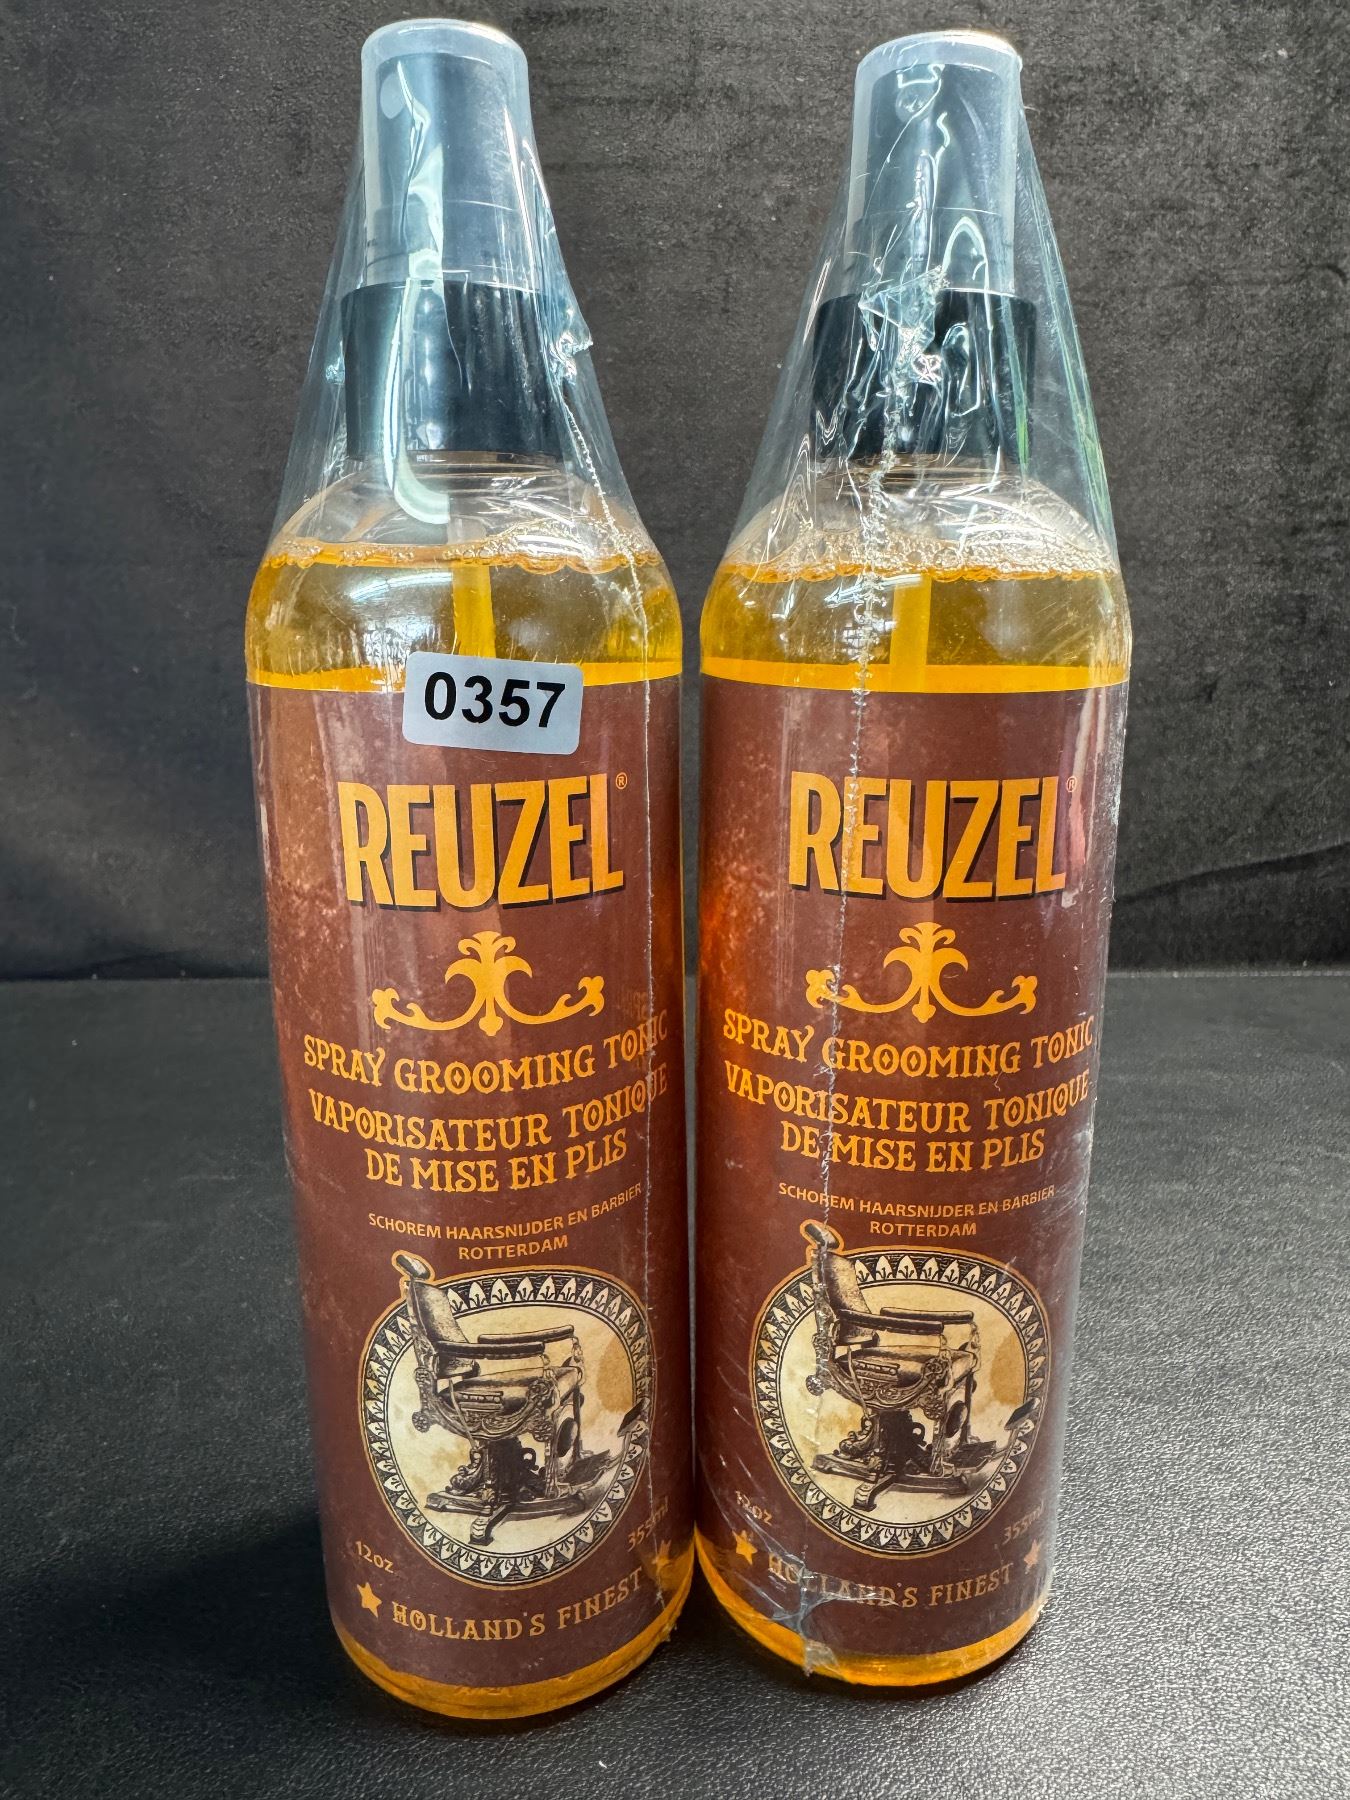 0357
REUZEL®
SPRAY GROOMING TONIC
VAPORISATEUR TONIQUE
DE MISE EN PLIS
SCHOREM HAARSNIJDER EN BARBIER
ROTTERDAM
12oz
355ml
HOLLAND'S FINEST
REUZEL®
SPRAY GROOMING TONIC
VAPORISATEUR TONIQUE
DE MISE EN PLIS
SCHOREM HAARSNIJDER EN BARBIER
ROTTERDAM
12oz
355ml
HOLLAND'S FINEST